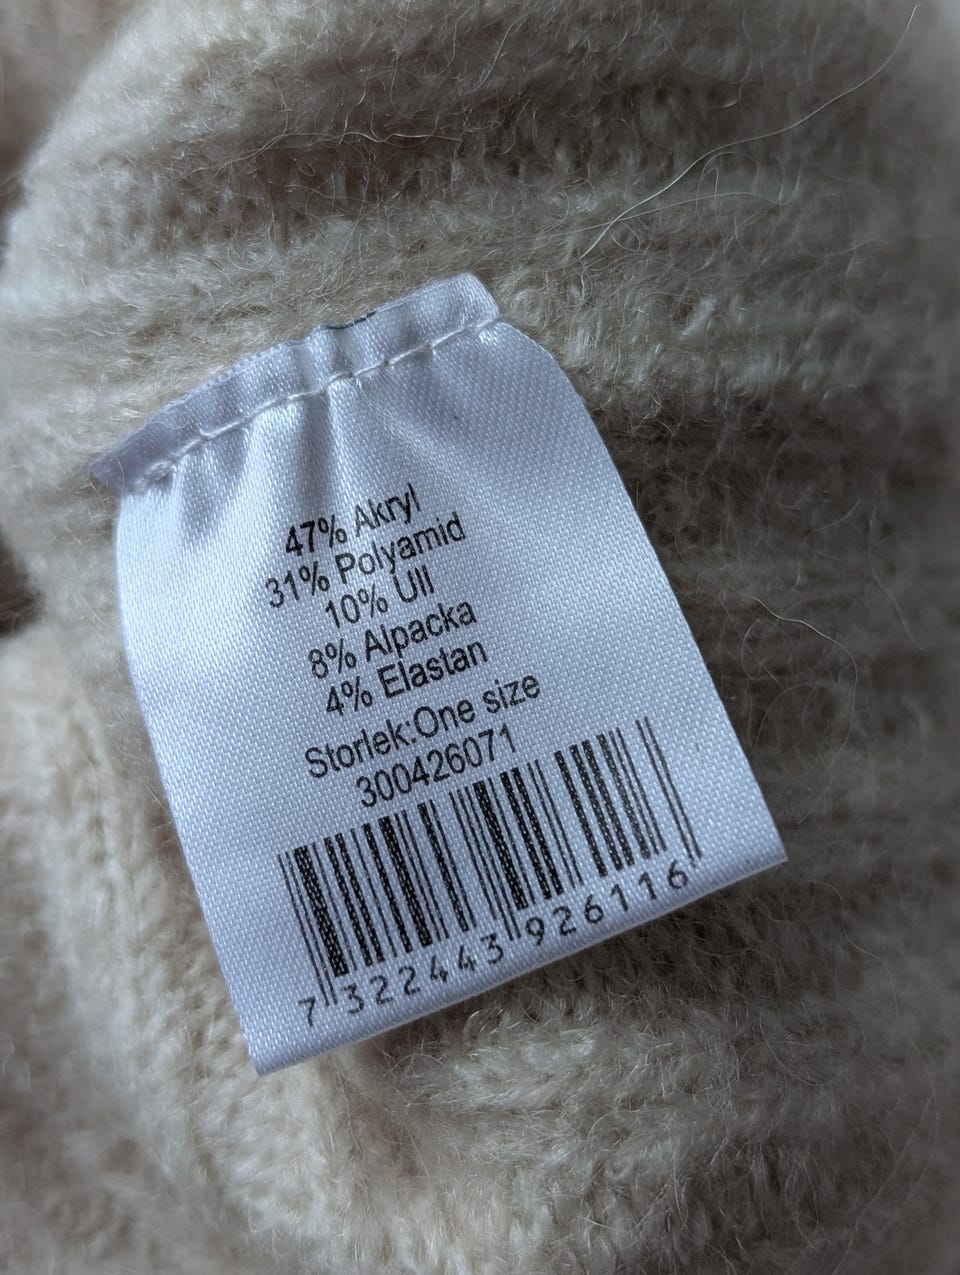 47% Akryl
31% Polyamid
10% Ull
8% Alpacka
4% Elastan
Storlek:One size
300426071
7 322443 926116